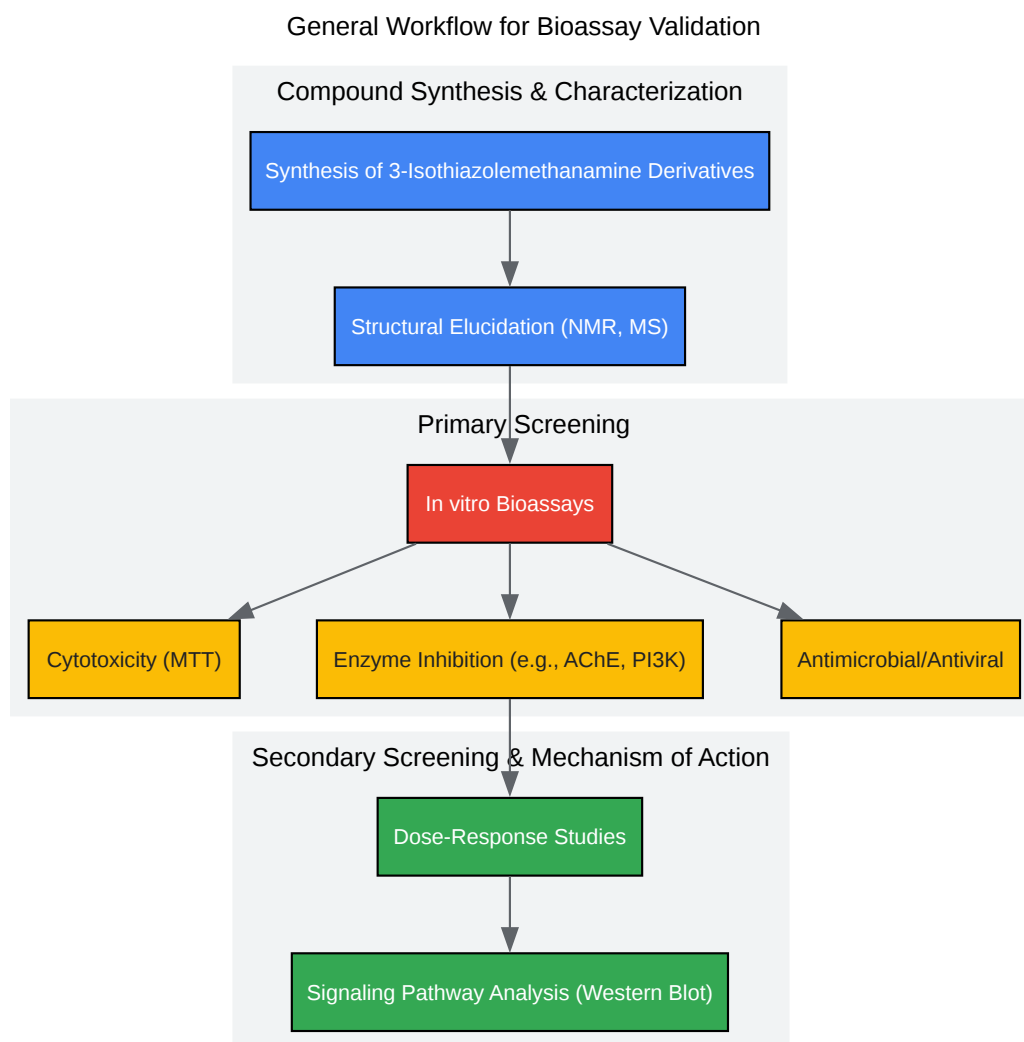 General Workflow for Bioassay Validation
Compound Synthesis & Characterization
Synthesis of 3-Isothiazolemethanamine Derivatives
Structural Elucidation (NMR, MS)
Primary Screening
In vitro Bioassays
Cytotoxicity (MTT)
Enzyme Inhibition (e.g., AChE, PI3K)
Antimicrobial/Antiviral
Secondary Screening & Mechanism of Action
Dose-Response Studies
Signaling Pathway Analysis (Western Blot)